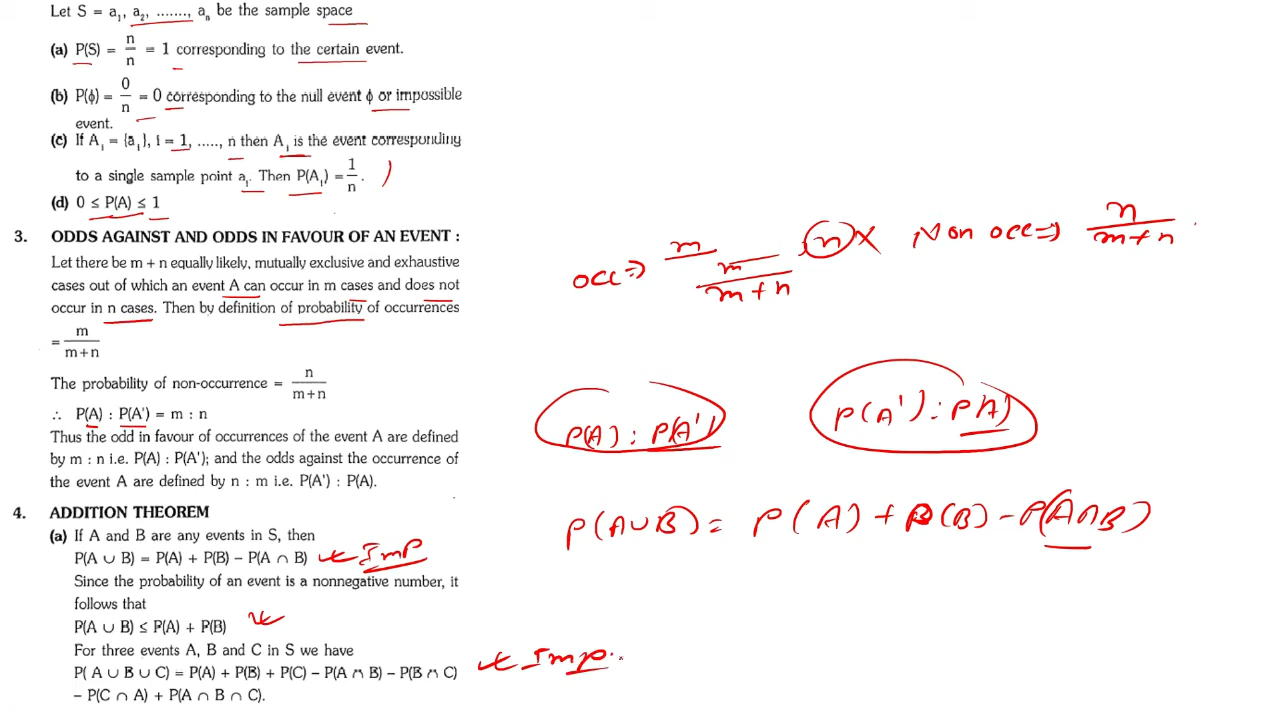 Let S = a₁, a₂, ........, aₙ be the sample space
(a) P(S) = n/n = 1 corresponding to the certain event.
(b) P(ϕ) = 0/n = 0 corresponding to the null event ϕ or impossible
event.
(c) If Aᵢ = {aᵢ}, i = 1, ....., n then Aᵢ is the event corresponding
to a single sample point aᵢ. Then P(Aᵢ) = 1/n.
(d) 0 ≤ P(A) ≤ 1
3. ODDS AGAINST AND ODDS IN FAVOUR OF AN EVENT :
Let there be m + n equally likely, mutually exclusive and exhaustive
cases out of which an event A can occur in m cases and does not
occur in n cases. Then by definition of probability of occurrences
= m/(m+n)
The probability of non-occurrence = n/(m+n)
∴ P(A) : P(A') = m : n
Thus the odd in favour of occurrences of the event A are defined
by m : n i.e. P(A) : P(A'); and the odds against the occurrence of
the event A are defined by n : m i.e. P(A') : P(A).
4. ADDITION THEOREM
(a) If A and B are any events in S, then
P(A ∪ B) = P(A) + P(B) – P(A ∩ B) Imp
Since the probability of an event is a nonnegative number, it
follows that
P(A ∪ B) ≤ P(A) + P(B)
For three events A, B and C in S we have
P( A ∪ B ∪ C) = P(A) + P(B) + P(C) – P(A ∩ B) – P(B ∩ C) Imp.
– P(C ∩ A) + P(A ∩ B ∩ C).
m n × Non occ ⇒ n/(m+n)
occ ⇒ m/(m+n)
P(A) : P(A') P(A') : P(A)
P(A∪B) = P(A) + P(B) – P(A∩B)